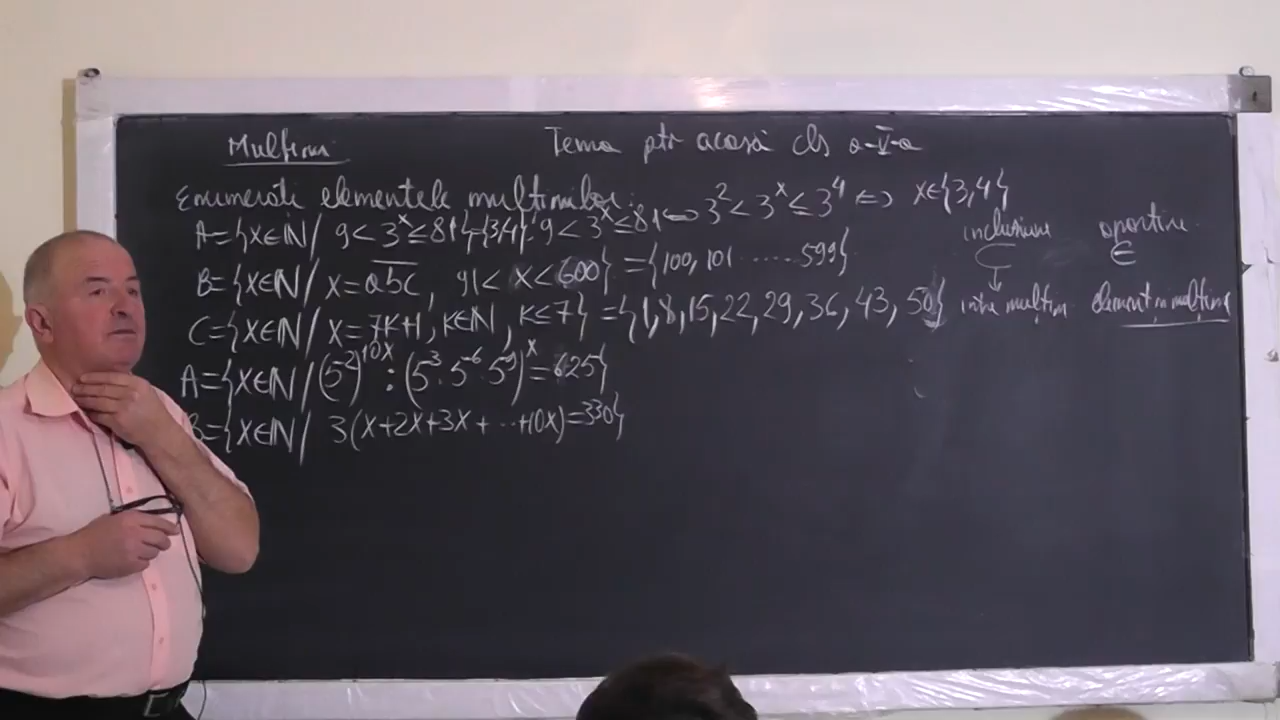 Mulțimi Tema ptr acasă cls a-V-a
Enumerați elementele mulțimilor:
A={x∈ℕ/ 9<3^x≤81}={3,4}: 9<3^x≤81 ⇔ 3^2<3^x≤3^4 ⇔ x∈{3,4}
B={x∈ℕ/ x=abc, 91<x<600} ={100,101......599}
C={x∈ℕ/ x=7k+1, k∈ℕ, k≤7} ={1,8,15,22,29,36,43,50}
A={x∈ℕ/(5^2)^10x:(5^3·5^6·5^9)^x=625}
B={x∈ℕ/ 3(x+2x+3x+...+10x)=330}
incluziune
⊂
↓
între mulțimi
aparține
∈
element și mulțime